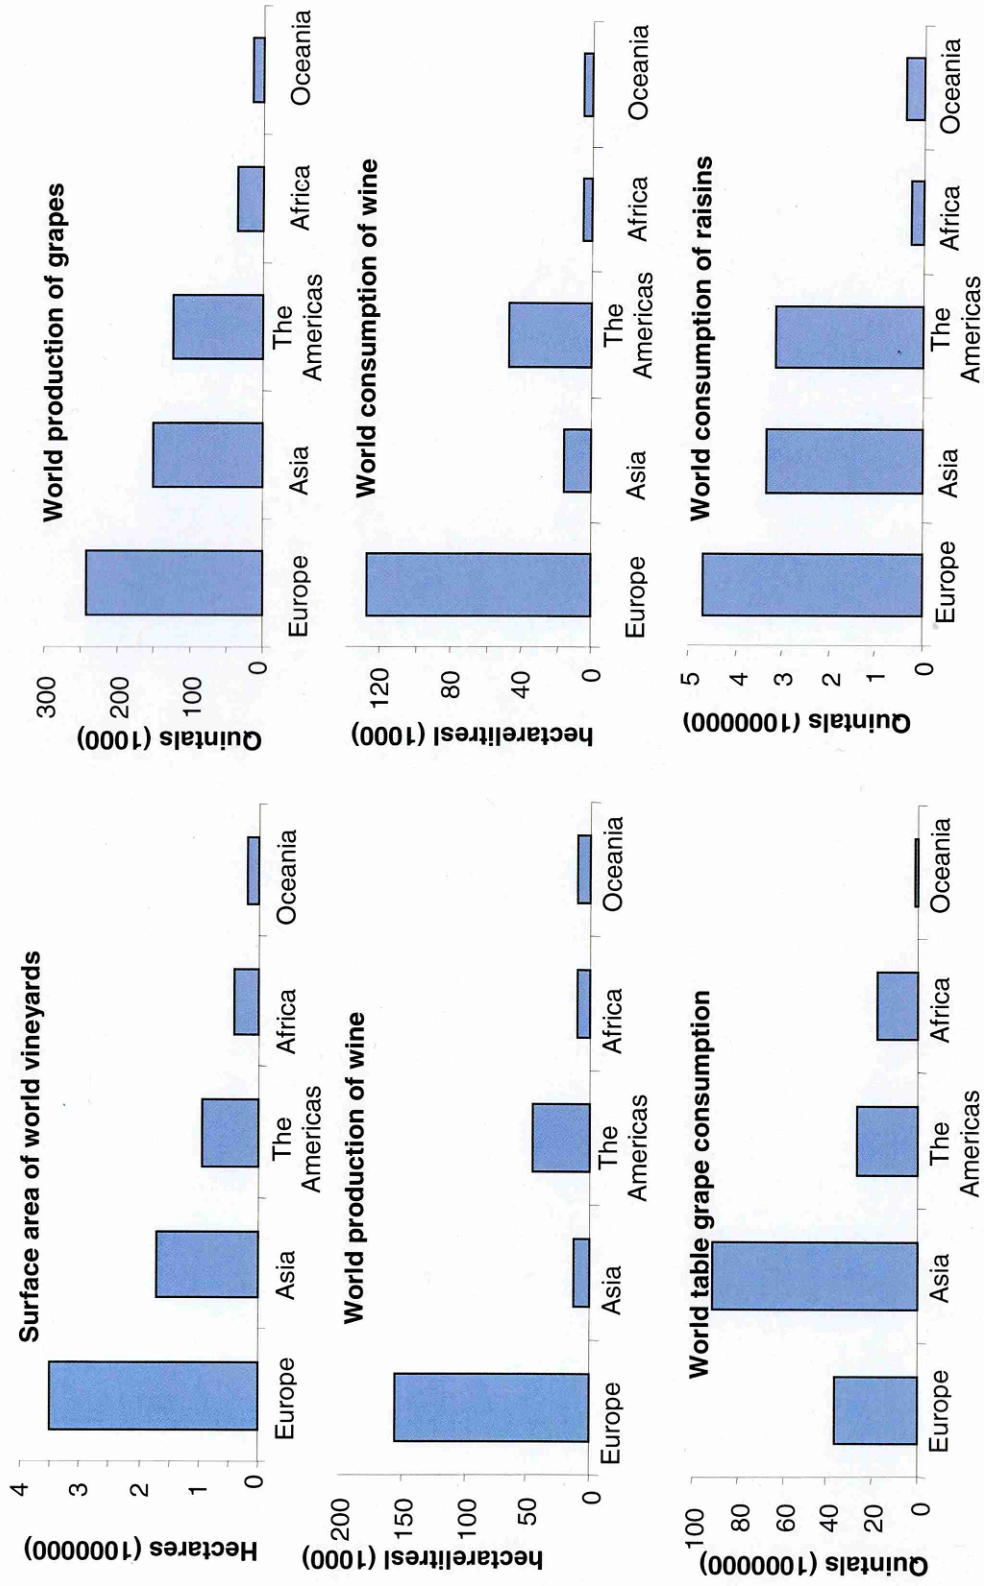 Surface area of world vineyards
Hectares (1000000)
4
3
2
1
0
Europe
Asia
The
Americas
Africa
Oceania
World production of grapes
Quintals (1000)
300
200
100
0
Europe
Asia
The
Americas
Africa
Oceania
World production of wine
hectarelitresl (1000)
200
150
100
50
0
Europe
Asia
The
Americas
Africa
Oceania
World consumption of wine
hectarelitresl (1000)
120
80
40
0
Europe
Asia
The
Americas
Africa
Oceania
World table grape consumption
Quintals (1000000)
100
80
60
40
20
0
Europe
Asia
The
Americas
Africa
Oceania
World consumption of raisins
Quintals (1000000)
5
4
3
2
1
0
Europe
Asia
The
Americas
Africa
Oceania